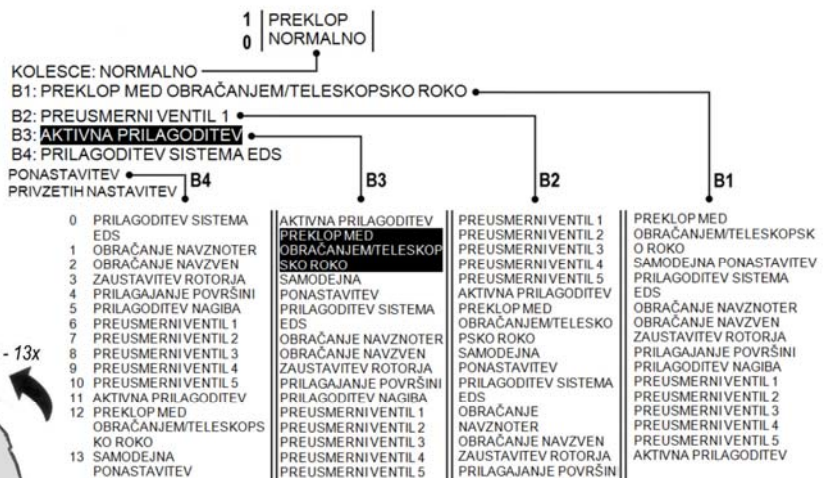 1 PREKLOP
0 NORMALNO
KOLESCE: NORMALNO
B1: PREKLOP MED OBRAČANJEM/TELESKOPSKO ROKO
B2: PREUSMERNI VENTIL 1
B3: AKTIVNA PRILAGODITEV
B4: PRILAGODITEV SISTEMA EDS
PONASTAVITEV
PRIVZETIH NASTAVITEV
B4
0 PRILAGODITEV SISTEMA
EDS
1 OBRAČANJE NAVZNOTER
2 OBRAČANJE NAVZVEN
3 ZAUSTAVITEV ROTORJA
4 PRILAGAJANJE POVRŠINI
5 PRILAGODITEV NAGIBA
6 PREUSMERNI VENTIL 1
7 PREUSMERNI VENTIL 2
8 PREUSMERNI VENTIL 3
9 PREUSMERNI VENTIL 4
10 PREUSMERNI VENTIL 5
11 AKTIVNA PRILAGODITEV
12 PREKLOP MED
OBRAČANJEM/TELESKOPS
KO ROKO
13 SAMODEJNA
PONASTAVITEV
- 13x
B3
AKTIVNA PRILAGODITEV
PREKLOP MED
OBRAČANJEM/TELESKOP
SKO ROKO
SAMODEJNA
PONASTAVITEV
PRILAGODITEV SISTEMA
EDS
OBRAČANJE NAVZNOTER
OBRAČANJE NAVZVEN
ZAUSTAVITEV ROTORJA
PRILAGAJANJE POVRŠINI
PRILAGODITEV NAGIBA
PREUSMERNI VENTIL 1
PREUSMERNI VENTIL 2
PREUSMERNI VENTIL 3
PREUSMERNI VENTIL 4
PREUSMERNI VENTIL 5
B2
PREUSMERNI VENTIL 1
PREUSMERNI VENTIL 2
PREUSMERNI VENTIL 3
PREUSMERNI VENTIL 4
PREUSMERNI VENTIL 5
AKTIVNA PRILAGODITEV
PREKLOP MED
OBRAČANJEM/TELESKO
PSKO ROKO
SAMODEJNA
PONASTAVITEV
PRILAGODITEV SISTEMA
EDS
OBRAČANJE
NAVZNOTER
OBRAČANJE NAVZVEN
ZAUSTAVITEV ROTORJA
PRILAGAJANJE POVRŠIN
B1
PREKLOP MED
OBRAČANJEM/TELESKOPSK
O ROKO
SAMODEJNA PONASTAVITEV
PRILAGODITEV SISTEMA
EDS
OBRAČANJE NAVZNOTER
OBRAČANJE NAVZVEN
ZAUSTAVITEV ROTORJA
PRILAGAJANJE POVRŠINI
PRILAGODITEV NAGIBA
PREUSMERNI VENTIL 1
PREUSMERNI VENTIL 2
PREUSMERNI VENTIL 3
PREUSMERNI VENTIL 4
PREUSMERNI VENTIL 5
AKTIVNA PRILAGODITEV